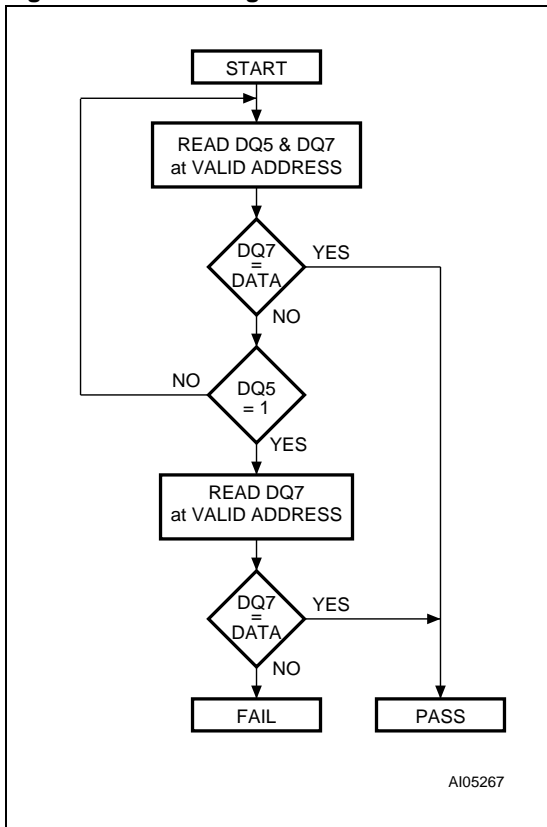 START
READ DQ5 & DQ7
at VALID ADDRESS
DQ7
=
DATA
YES
NO
NO
DQ5
= 1
YES
READ DQ7
at VALID ADDRESS
DQ7
=
DATA
YES
NO
FAIL
PASS
AI05267